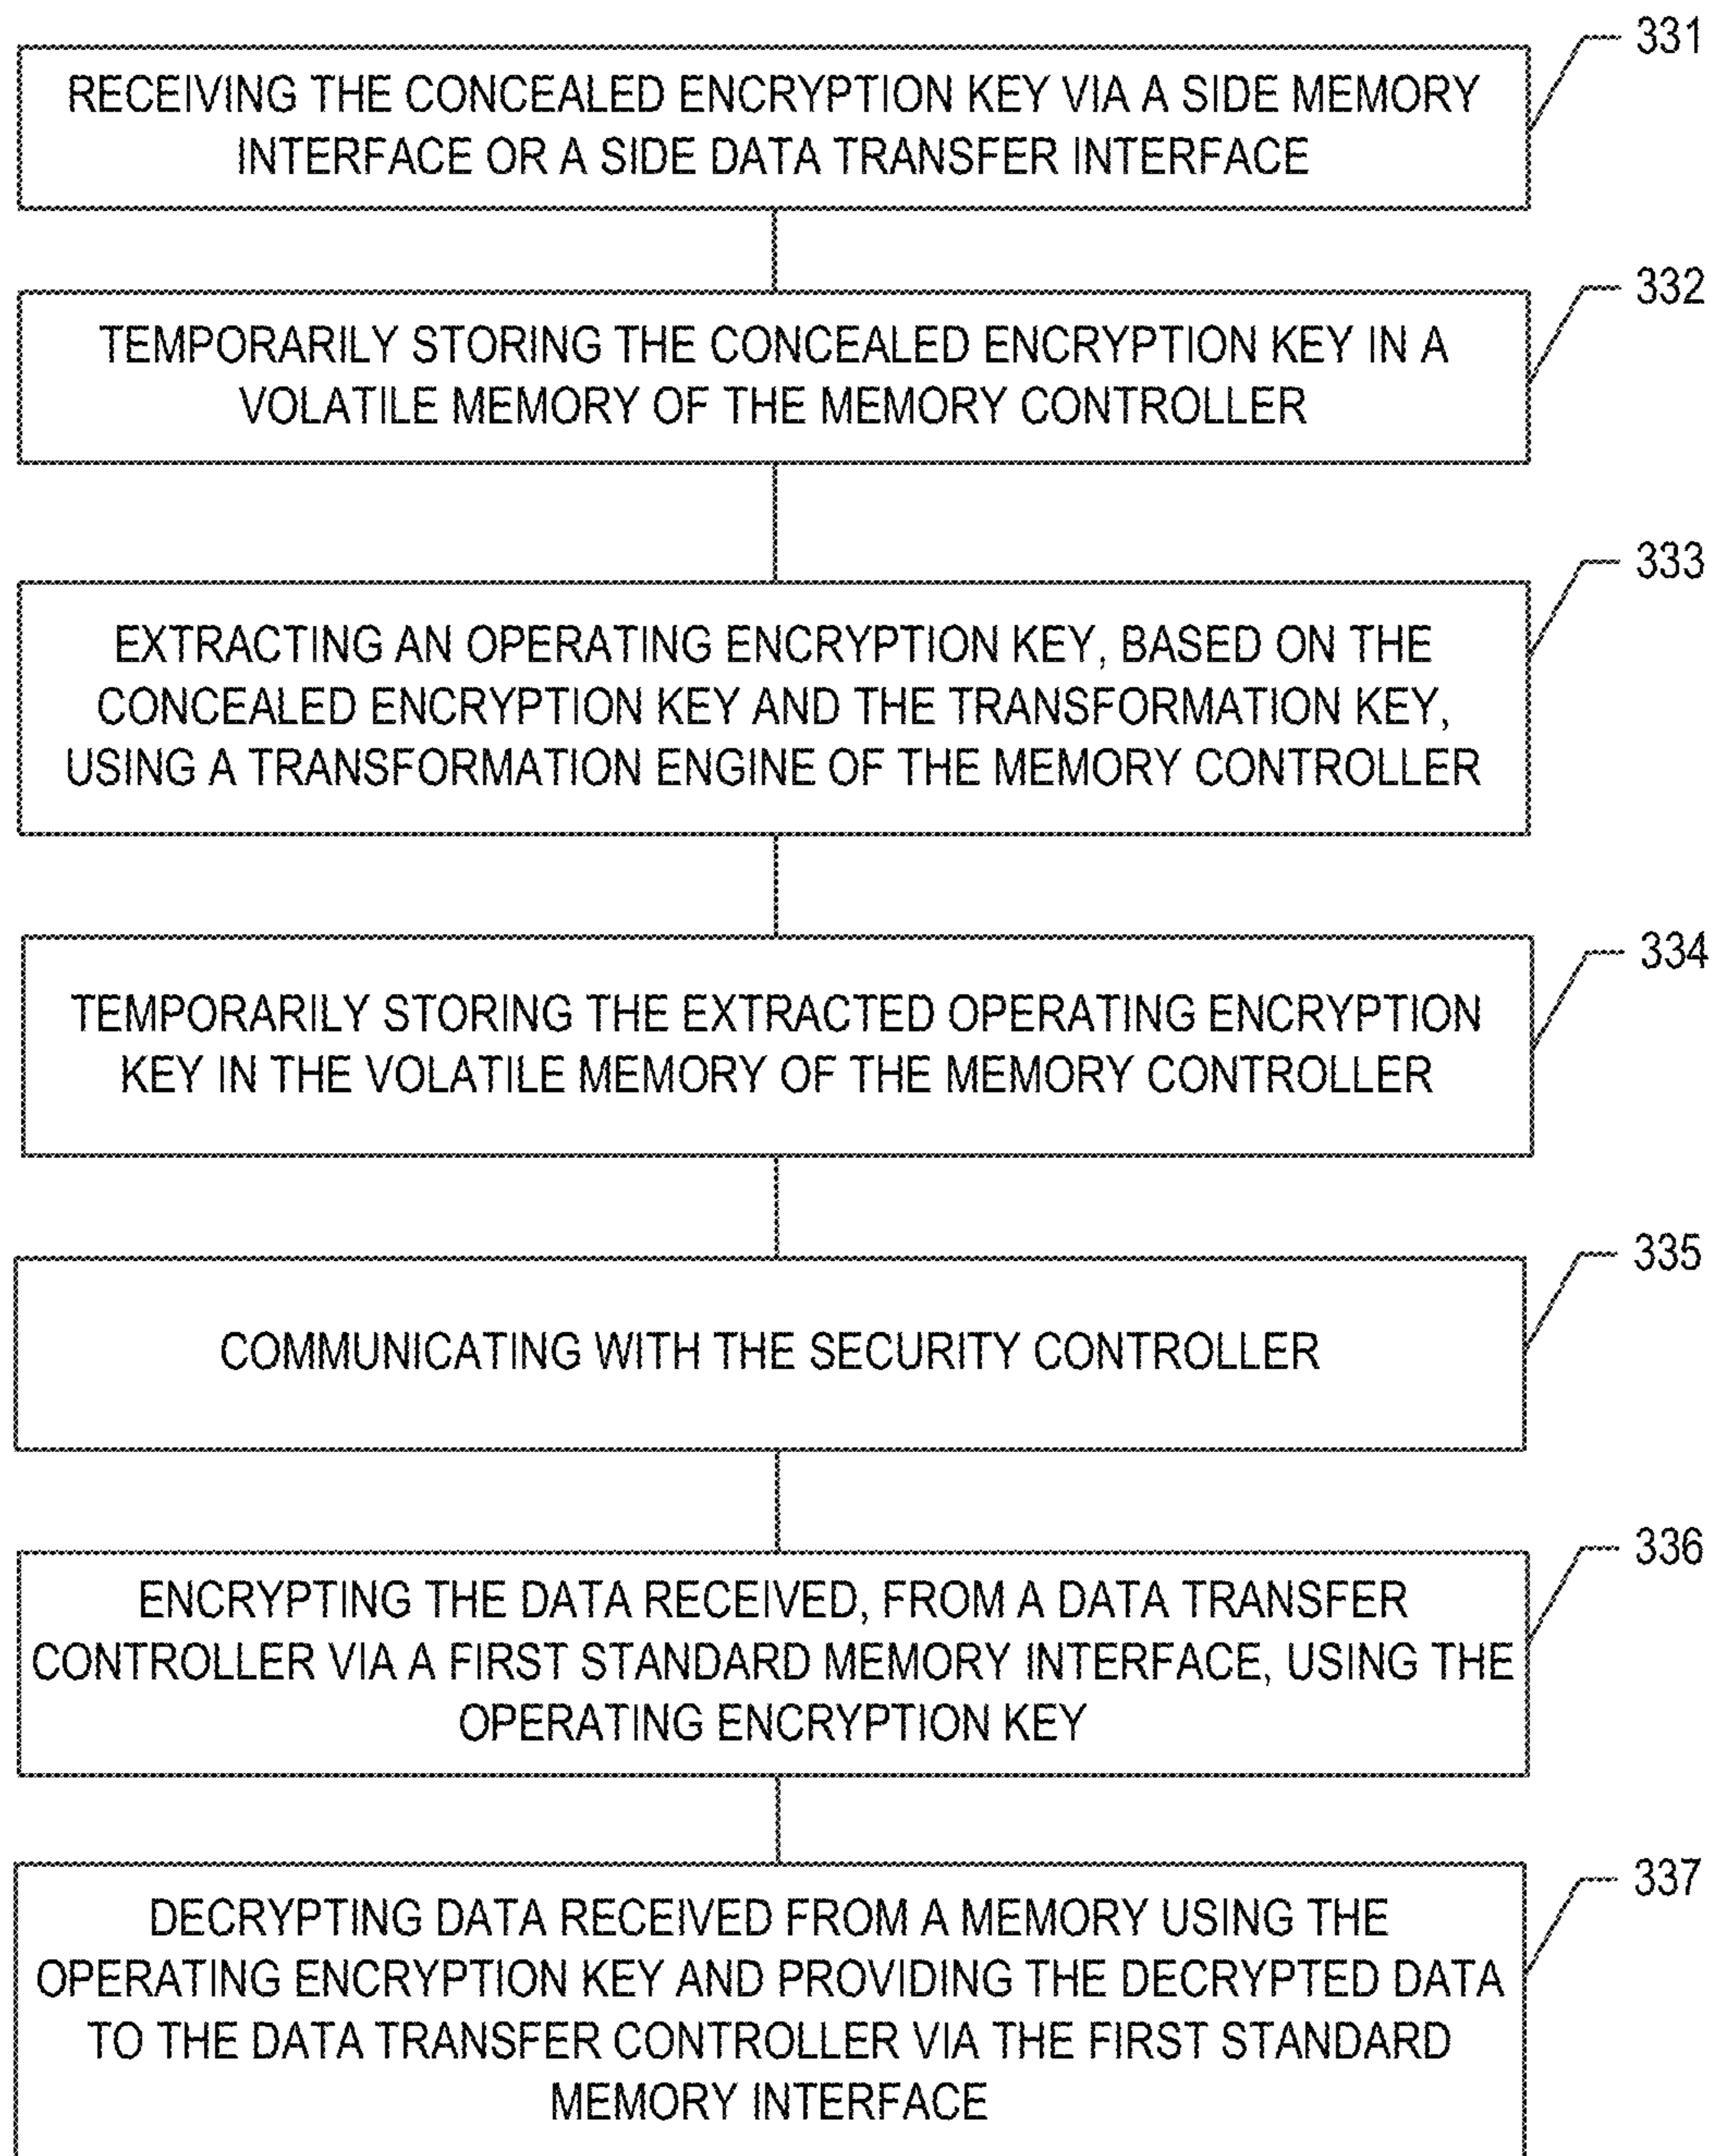 331
RECEIVING THE CONCEALED ENCRYPTION KEY VIA A SIDE MEMORY
INTERFACE OR A SIDE DATA TRANSFER INTERFACE
332
TEMPORARILY STORING THE CONCEALED ENCRYPTION KEY IN A
VOLATILE MEMORY OF THE MEMORY CONTROLLER
333
EXTRACTING AN OPERATING ENCRYPTION KEY, BASED ON THE
CONCEALED ENCRYPTION KEY AND THE TRANSFORMATION KEY,
USING A TRANSFORMATION ENGINE OF THE MEMORY CONTROLLER
334
TEMPORARILY STORING THE EXTRACTED OPERATING ENCRYPTION
KEY IN THE VOLATILE MEMORY OF THE MEMORY CONTROLLER
335
COMMUNICATING WITH THE SECURITY CONTROLLER
336
ENCRYPTING THE DATA RECEIVED, FROM A DATA TRANSFER
CONTROLLER VIA A FIRST STANDARD MEMORY INTERFACE, USING THE
OPERATING ENCRYPTION KEY
337
DECRYPTING DATA RECEIVED FROM A MEMORY USING THE
OPERATING ENCRYPTION KEY AND PROVIDING THE DECRYPTED DATA
TO THE DATA TRANSFER CONTROLLER VIA THE FIRST STANDARD
MEMORY INTERFACE